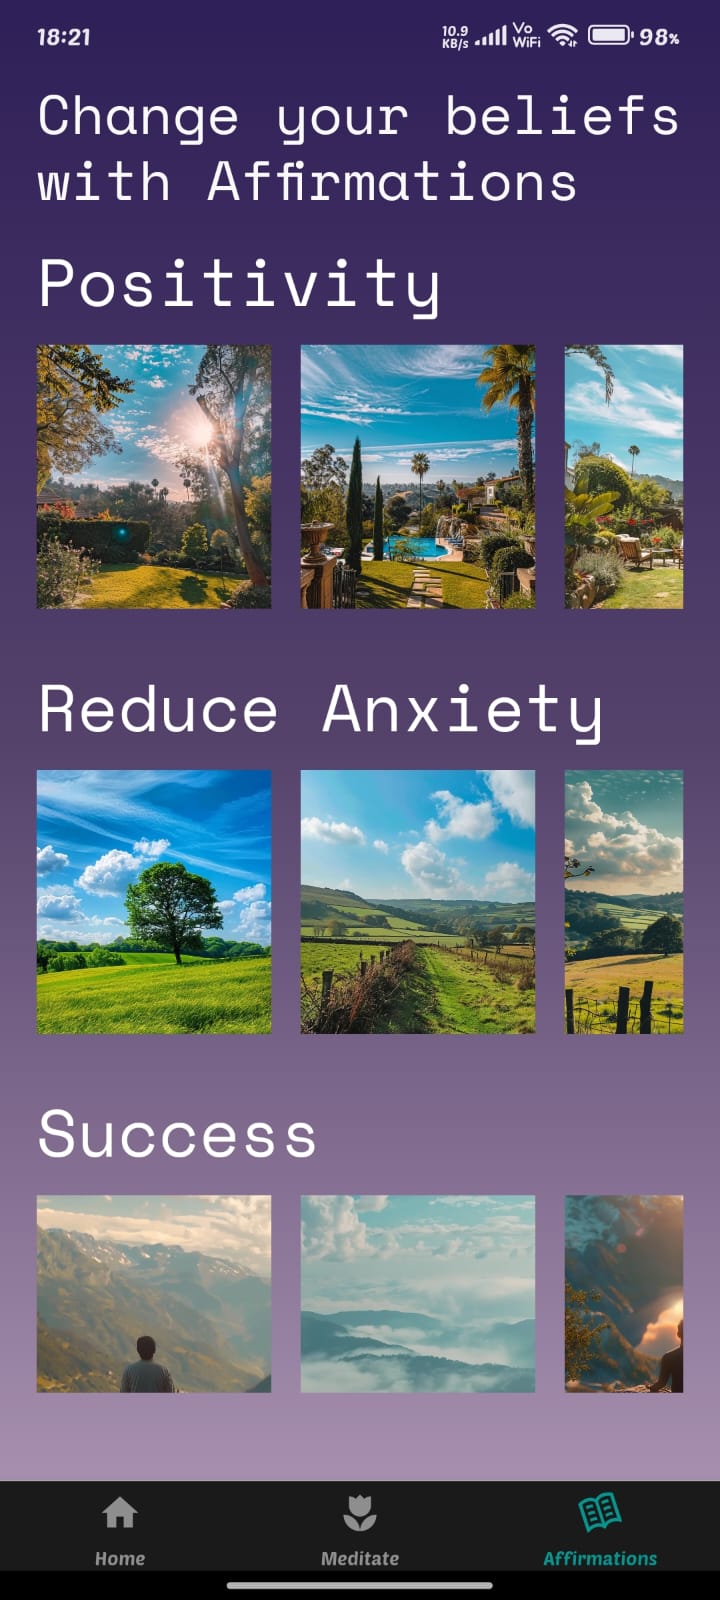 18:21
10.9 KB/s Vo WiFi 98%
Change your beliefs
with Affirmations
Positivity
Reduce Anxiety
Success
Home Meditate Affirmations